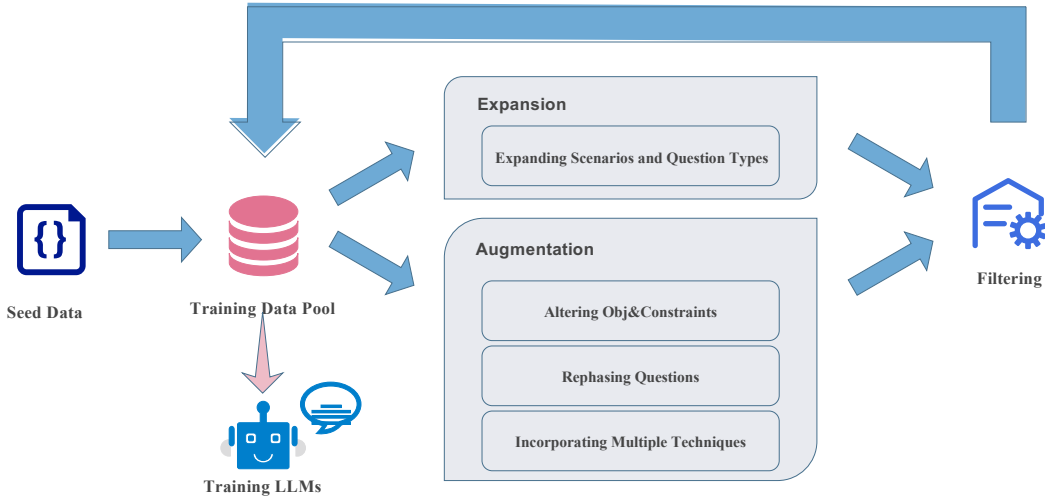 Expansion
Expanding Scenarios and Question Types
{}
Seed Data
Training Data Pool
Augmentation
Altering Obj&Constraints
Rephasing Questions
Incorporating Multiple Techniques
Filtering
Training LLMs